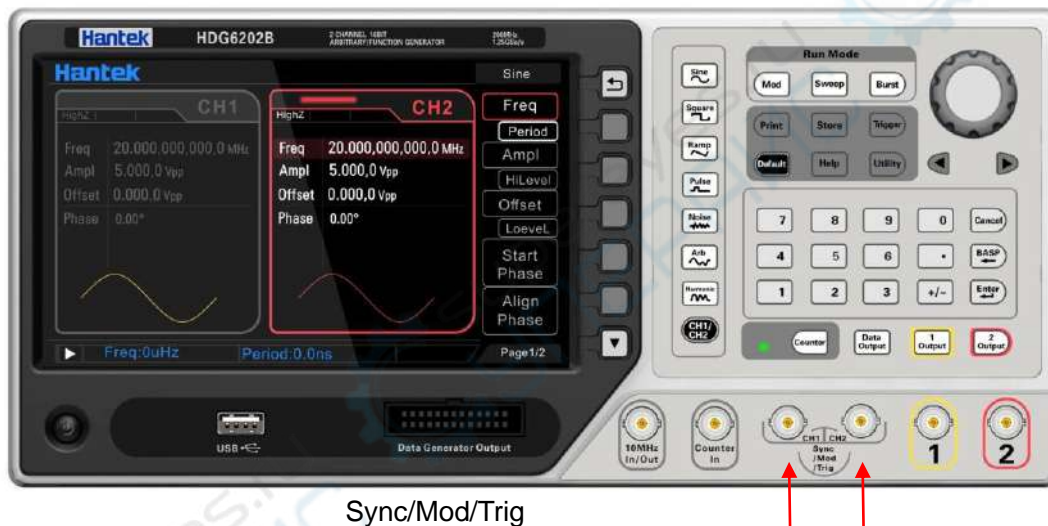 Hantek HDG6202B 2 CHANNEL 16BIT
ARBITRARY/FUNCTION GENERATOR 200MHz
1.25GSa/s
Hantek
Sine
CH1
HighZ
Freq 20.000,000,000,0 MHz
Ampl 5.000,0 Vpp
Offset 0.000,0 Vpp
Phase 0.00°
CH2
HighZ
Freq 20.000,000,000,0 MHz
Ampl 5.000,0 Vpp
Offset 0.000,0 Vpp
Phase 0.00°
Freq
Period
Ampl
HiLevel
Offset
LoeveL
Start
Phase
Align
Phase
Freq:0uHz Period:0.0ns Page1/2
Sine
Square
Ramp
Pulse
Noise
Arb
Harmonic
CH1/
CH2
Run Mode
Mod Sweep Burst
Print Store Trigger
Default Help Utility
7 8 9 0 Cancel
4 5 6 . BASP
1 2 3 +/- Enter
Counter
Data
Output
1
Output
2
Output
USB
Data Generator Output
10MHz
In/Out
Counter
In
CH1 CH2
Sync
/Mod
/Trig
1
2
Sync/Mod/Trig